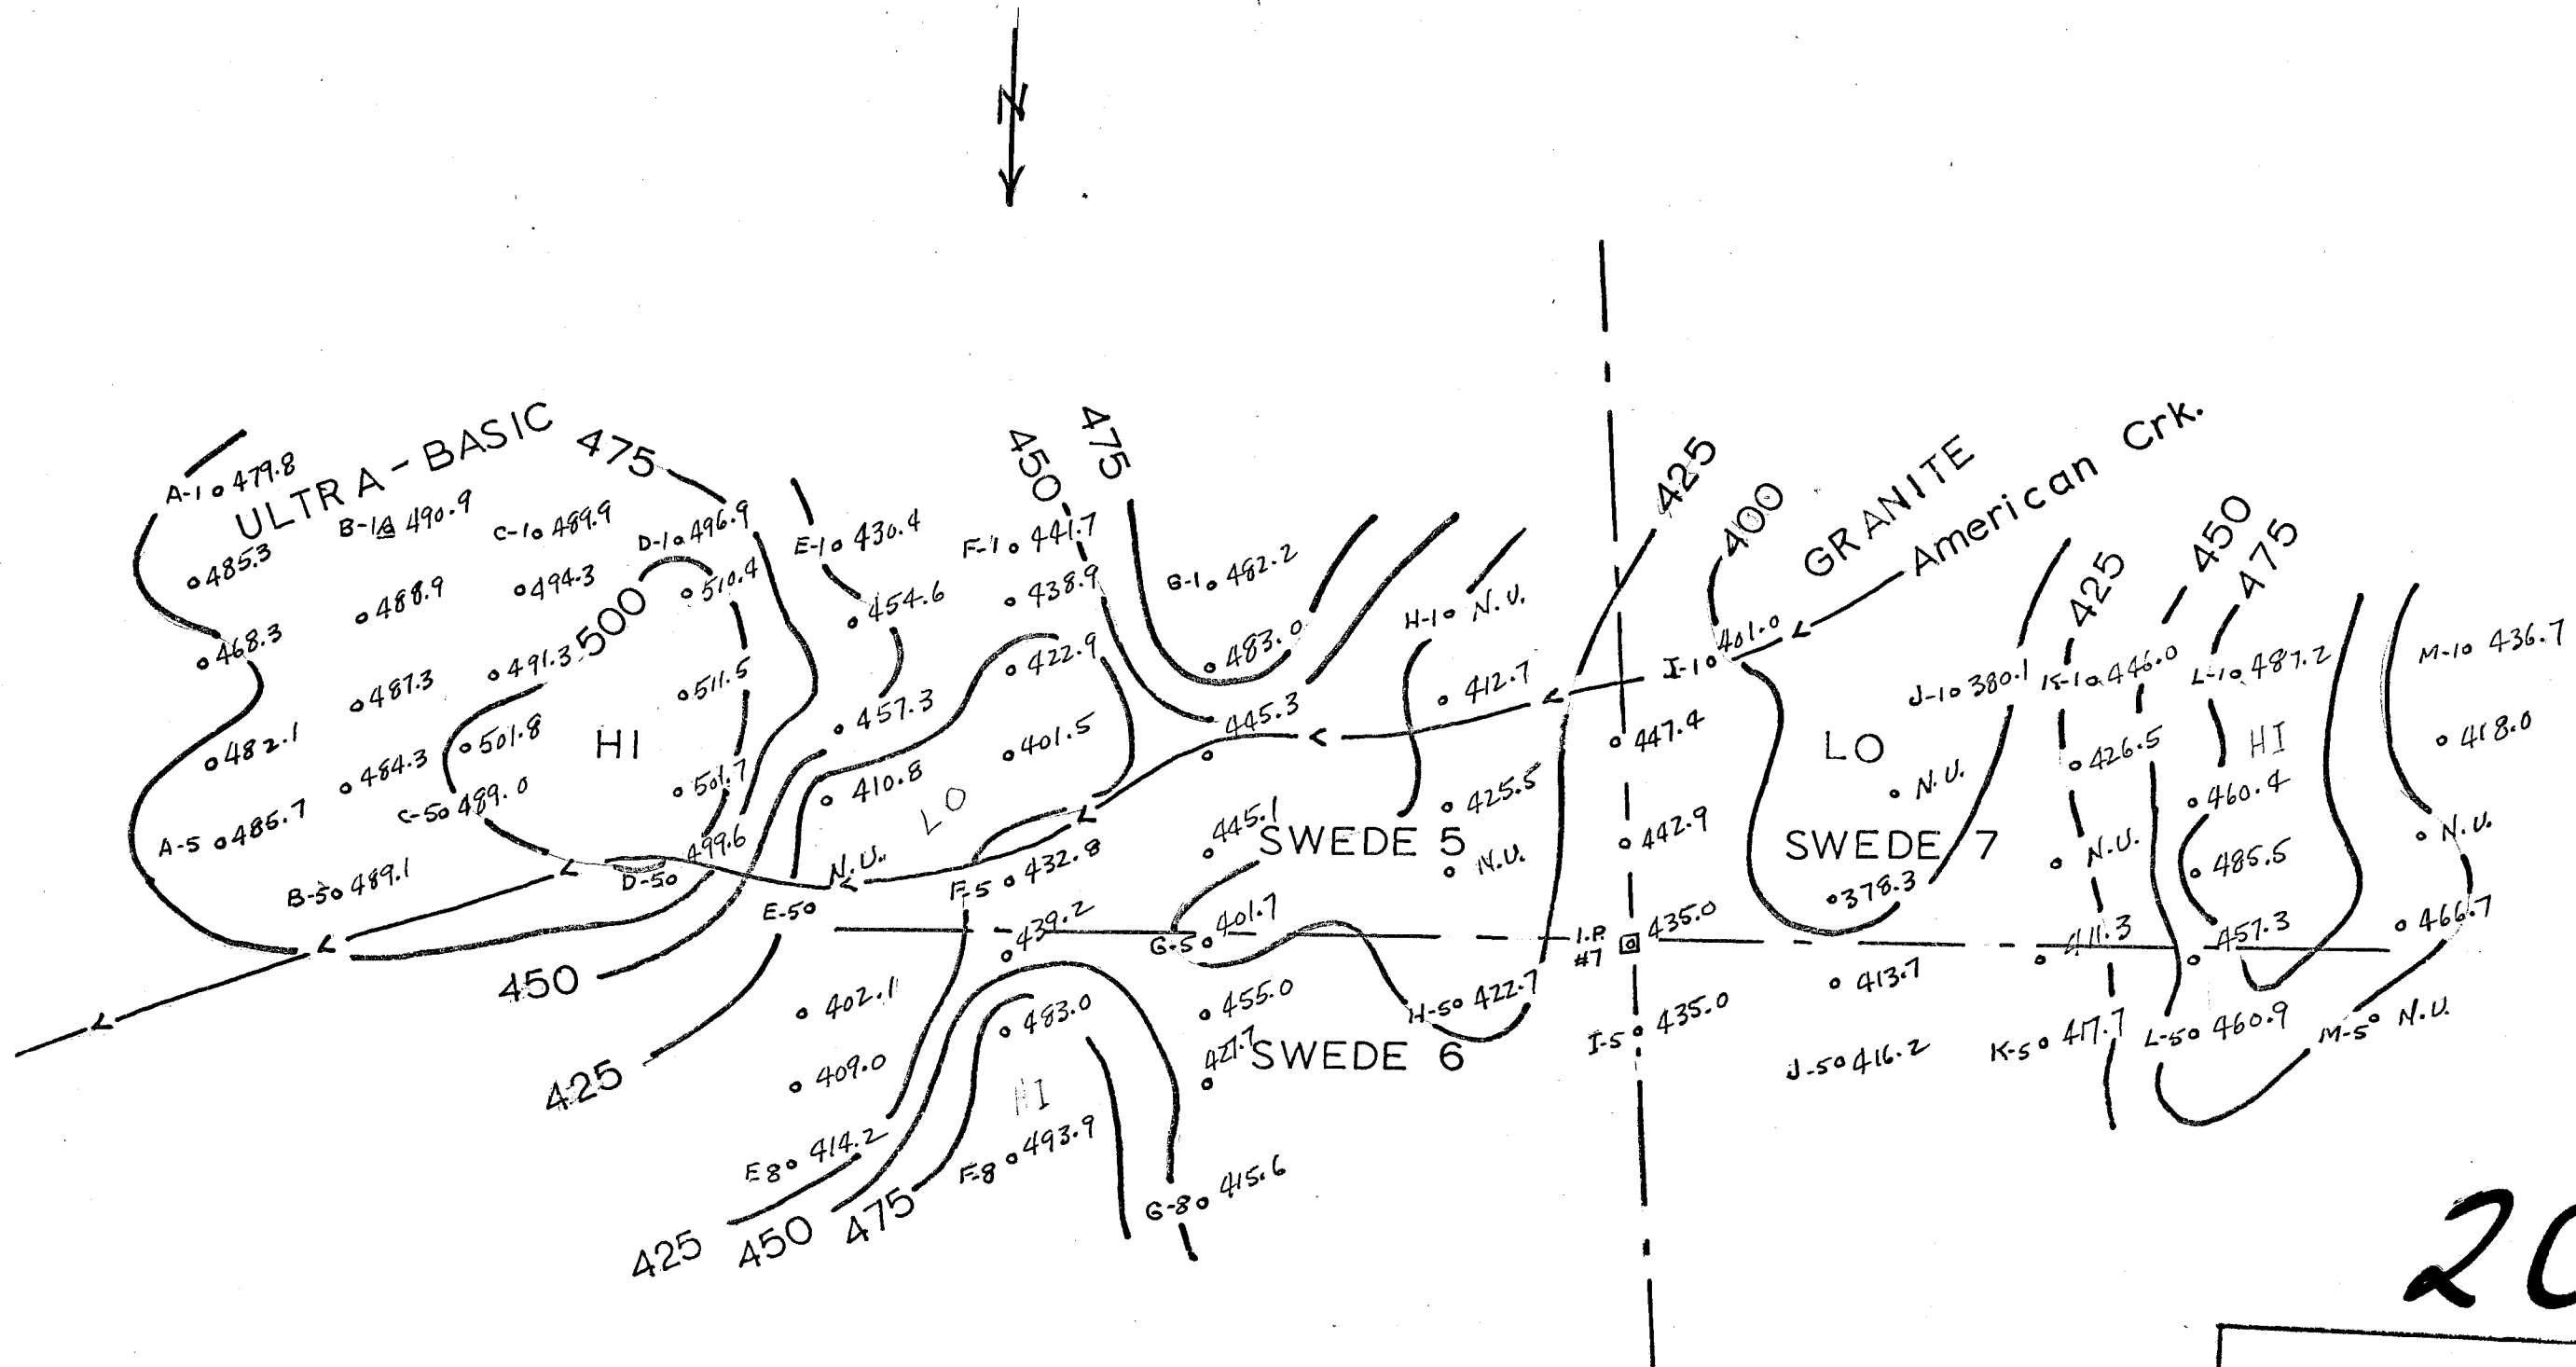 N
ULTRA-BASIC
475
450
475
425
400
GRANITE
American Crk.
425
450
475
A-1 479.8
485.3
468.3
482.1
A-5 485.7
B-1 490.9
488.9
487.3
484.3
B-5 489.1
C-1 489.9
494.3
491.3
500
501.8
C-5 489.0
HI
D-1 496.9
510.4
511.5
501.7
499.6
D-5
E-1 430.4
454.6
457.3
410.8
N.U.
E-5
402.1
409.0
E8 414.2
LO
F-1 441.7
438.9
422.9
401.5
F-5 432.8
439.2
483.0
HI
F-8 493.9
G-1 482.2
483.0
445.3
445.1
G-5 401.7
455.0
427.7
G-8 415.6
H-1 N.U.
412.7
425.5
N.U.
H-5 422.7
SWEDE 5
SWEDE 6
I-1 401.0
447.4
442.9
I.P. #7 435.0
I-5 435.0
LO
SWEDE 7
J-1 380.1
N.U.
378.3
413.7
J-5 416.2
K-1 446.0
426.5
N.U.
411.3
K-5 417.7
L-1 487.2
HI
460.4
485.5
457.3
L-5 460.9
M-1 436.7
418.0
N.U.
466.7
M-5 N.U.
450
425
425
450
475
20